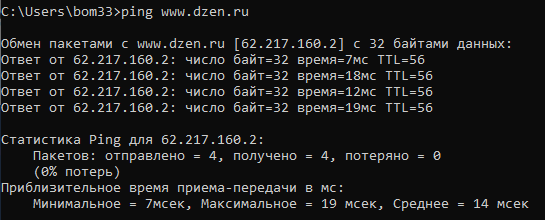 C:\Users\bom33>ping www.dzen.ru
Обмен пакетами с www.dzen.ru [62.217.160.2] с 32 байтами данных:
Ответ от 62.217.160.2: число байт=32 время=7мс TTL=56
Ответ от 62.217.160.2: число байт=32 время=18мс TTL=56
Ответ от 62.217.160.2: число байт=32 время=12мс TTL=56
Ответ от 62.217.160.2: число байт=32 время=19мс TTL=56
Статистика Ping для 62.217.160.2:
Пакетов: отправлено = 4, получено = 4, потеряно = 0
(0% потерь)
Приблизительное время приема-передачи в мс:
Минимальное = 7мсек, Максимальное = 19 мсек, Среднее = 14 мсек